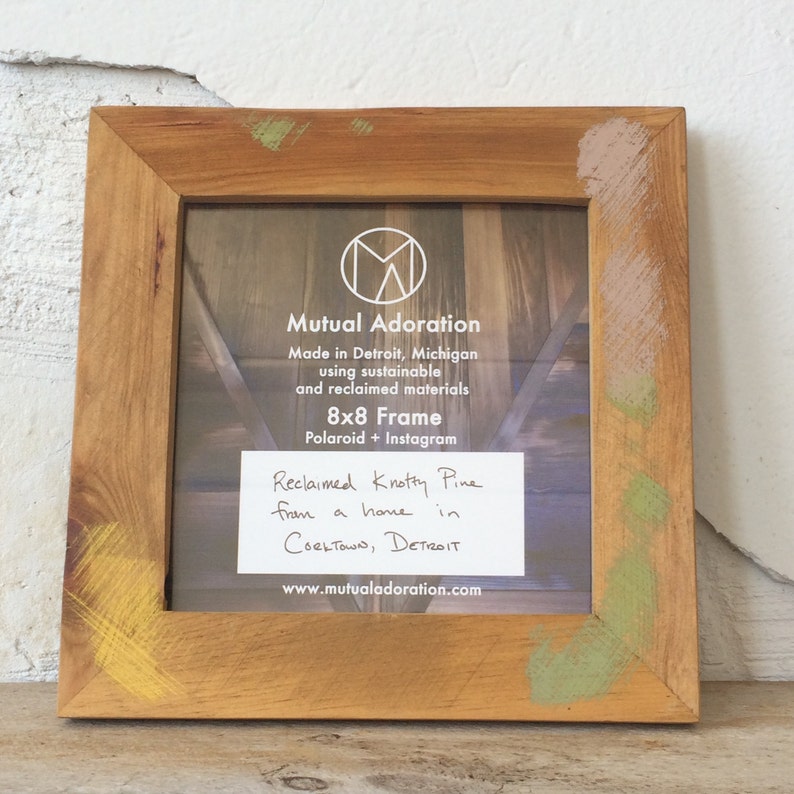 MA
Mutual Adoration
Made in Detroit, Michigan
using sustainable
and reclaimed materials
8x8 Frame
Polaroid + Instagram
Reclaimed Knotty Pine
from a home in
CORKTOWN, DETROIT
www.mutualadoration.com